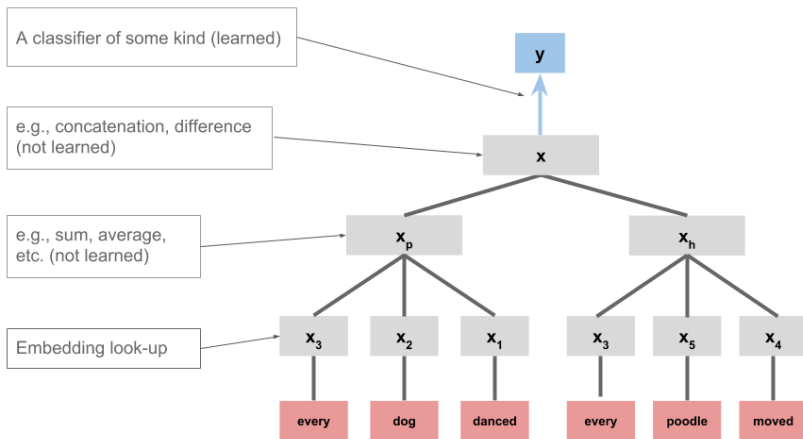 A classifier of some kind (learned)
y
e.g., concatenation, difference
(not learned)
x
e.g., sum, average,
etc. (not learned)
xₚ
xₕ
Embedding look-up
x₃
x₂
x₁
x₃
x₅
x₄
every
dog
danced
every
poodle
moved